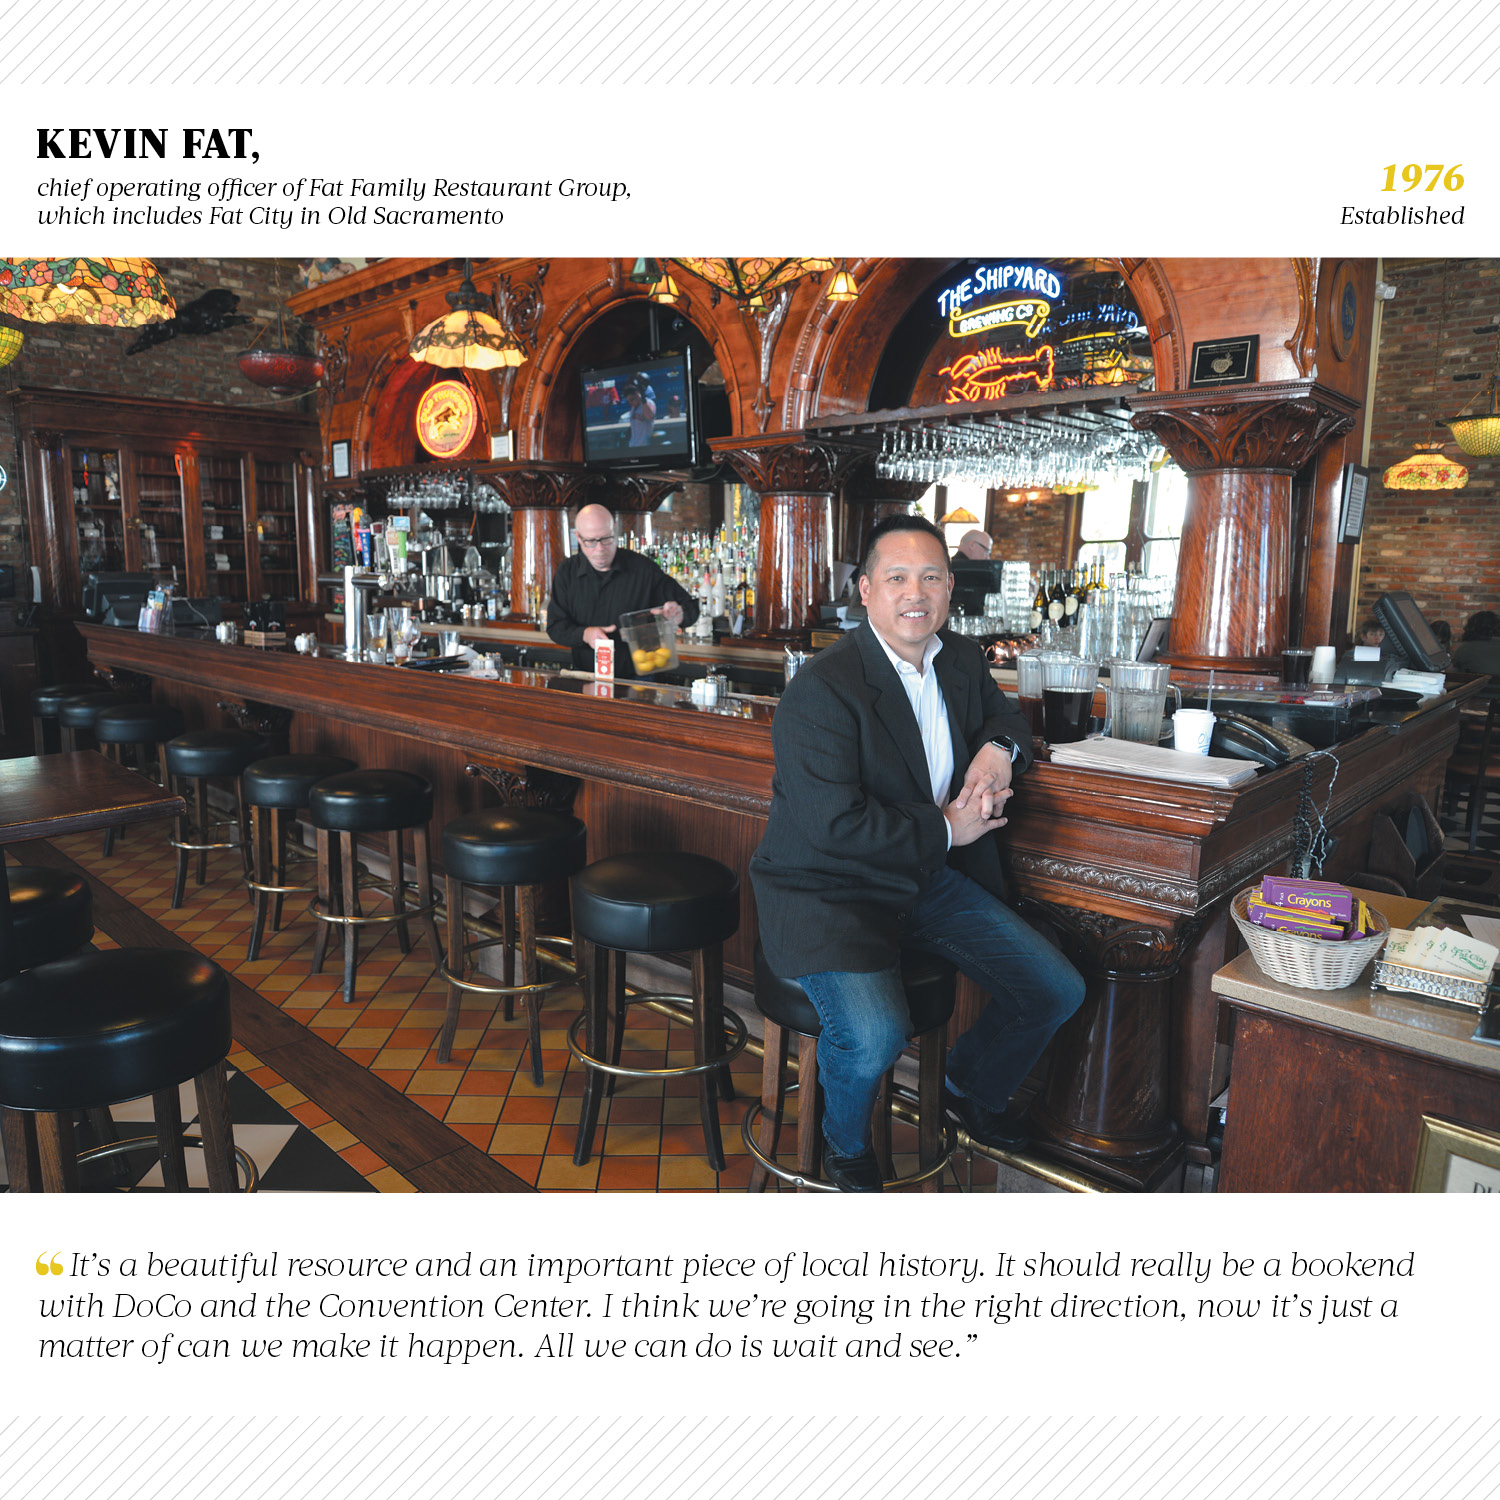 KEVIN FAT,
chief operating officer of Fat Family Restaurant Group,
which includes Fat City in Old Sacramento
1976
Established
THE SHIPYARD
BREWING CO
4 Pack Crayons
Crayons
“It’s a beautiful resource and an important piece of local history. It should really be a bookend
with DoCo and the Convention Center. I think we’re going in the right direction, now it’s just a
matter of can we make it happen. All we can do is wait and see.”